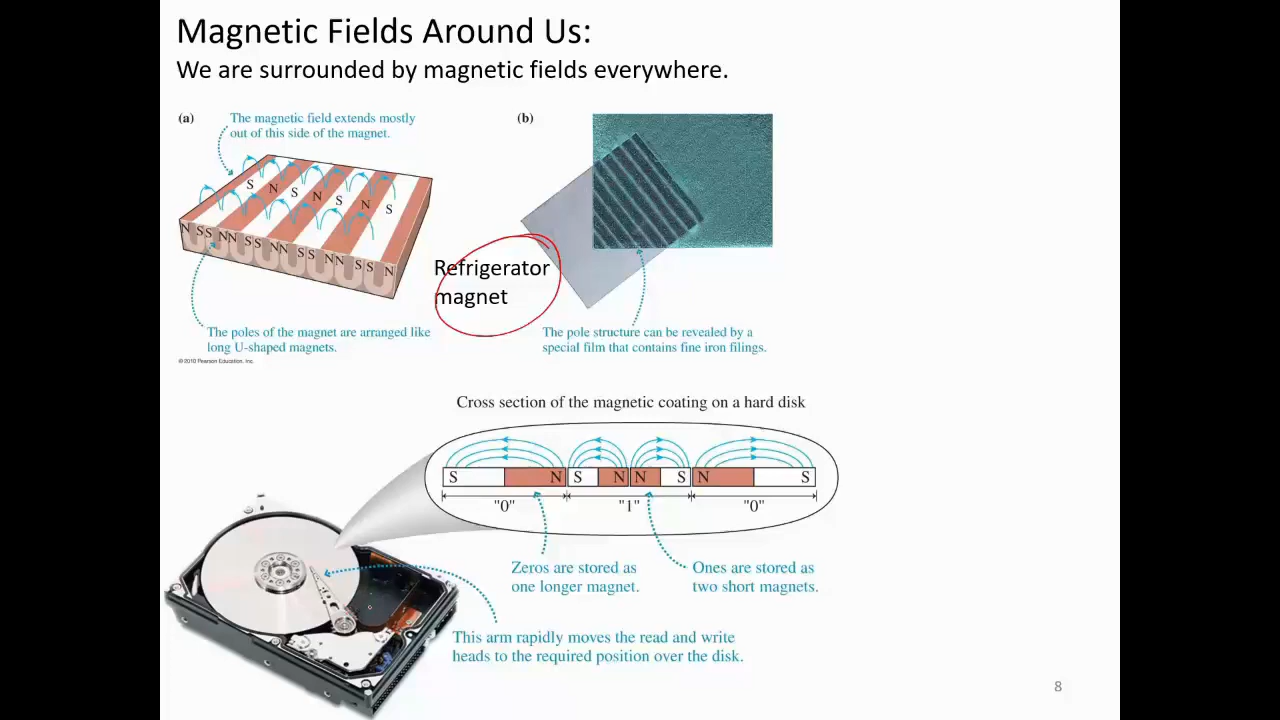 Magnetic Fields Around Us:
We are surrounded by magnetic fields everywhere.
(a)
The magnetic field extends mostly
out of this side of the magnet.
S N S N S N S
N S S N N S S N N S S N N S S N
The poles of the magnet are arranged like
long U-shaped magnets.
© 2010 Pearson Education, Inc.
Refrigerator
magnet
(b)
The pole structure can be revealed by a
special film that contains fine iron filings.
Cross section of the magnetic coating on a hard disk
S N S N N S N S
"0" "1" "0"
Zeros are stored as
one longer magnet.
Ones are stored as
two short magnets.
This arm rapidly moves the read and write
heads to the required position over the disk.
8